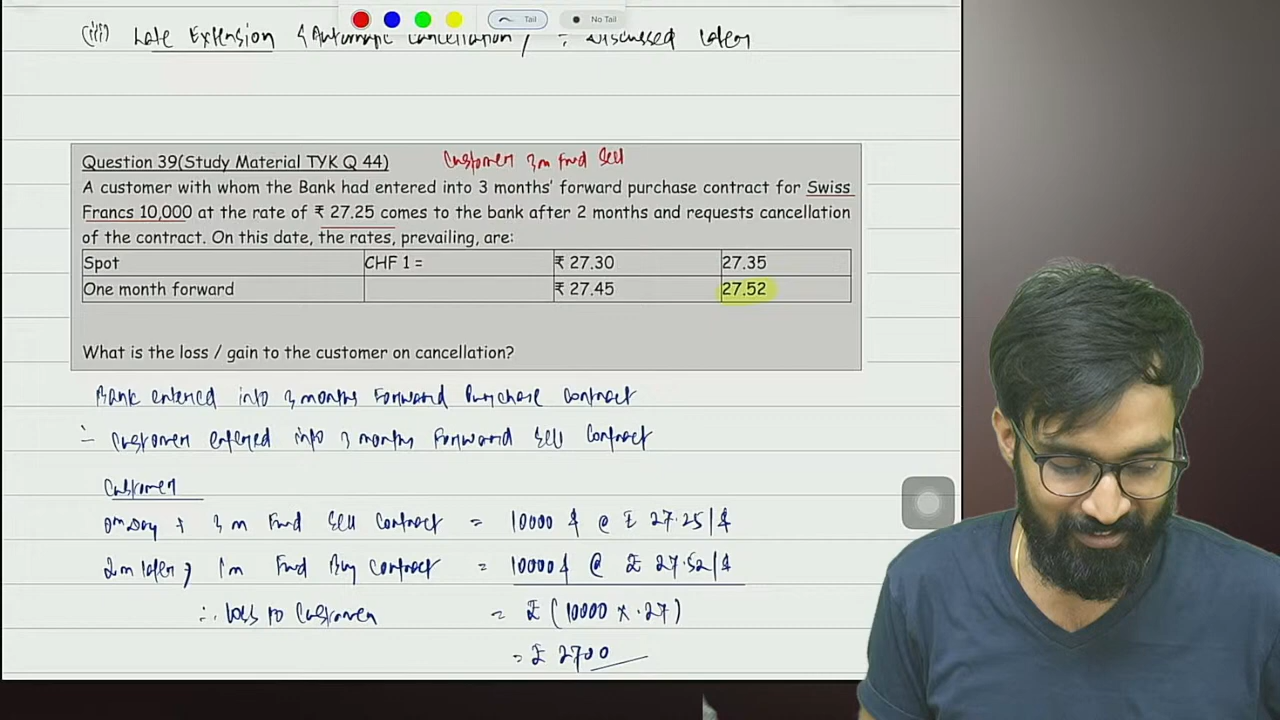 Tail No Tail
(iii) Late Extension & Automatic Cancellation / : Discussed later
Question 39(Study Material TYK Q 44) Customer 3m Fwd Sell
A customer with whom the Bank had entered into 3 months' forward purchase contract for Swiss
Francs 10,000 at the rate of ₹ 27.25 comes to the bank after 2 months and requests cancellation
of the contract. On this date, the rates, prevailing, are:
Spot CHF 1 = ₹ 27.30 27.35
One month forward ₹ 27.45 27.52
What is the loss / gain to the customer on cancellation?
Bank entered into 3 months Forward Purchase Contract
∴ Customer entered into 3 months Forward Sell Contract
Customer
0m Day 3m Fwd Sell Contract = 10000 $ @ ₹ 27.25/$
2m later, 1m Fwd Buy Contract = 10000 $ @ ₹ 27.52/$
∴ Loss to Customer = ₹ (10000 × .27)
= ₹ 2700